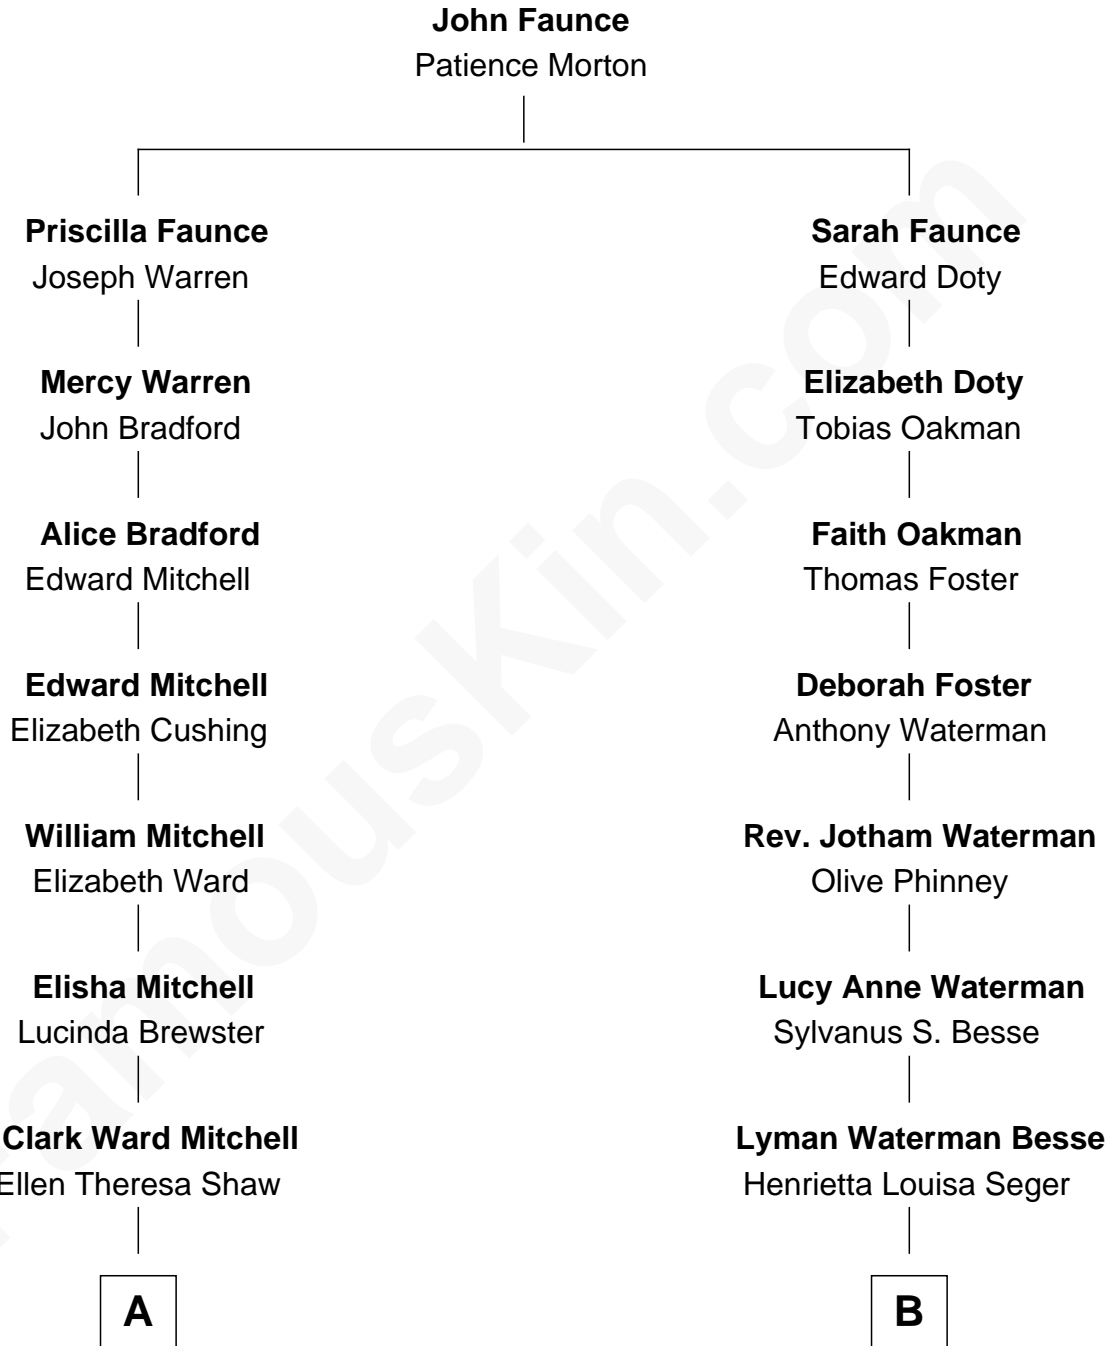 John Faunce
Patience Morton
Priscilla Faunce
Joseph Warren
Sarah Faunce
Edward Doty
Mercy Warren
John Bradford
Elizabeth Doty
Tobias Oakman
Alice Bradford
Edward Mitchell
Faith Oakman
Thomas Foster
Edward Mitchell
Elizabeth Cushing
Deborah Foster
Anthony Waterman
William Mitchell
Elizabeth Ward
Rev. Jotham Waterman
Olive Phinney
Elisha Mitchell
Lucinda Brewster
Lucy Anne Waterman
Sylvanus S. Besse
Clark Ward Mitchell
Ellen Theresa Shaw
Lyman Waterman Besse
Henrietta Louisa Seger
A
B
FamousKin.com